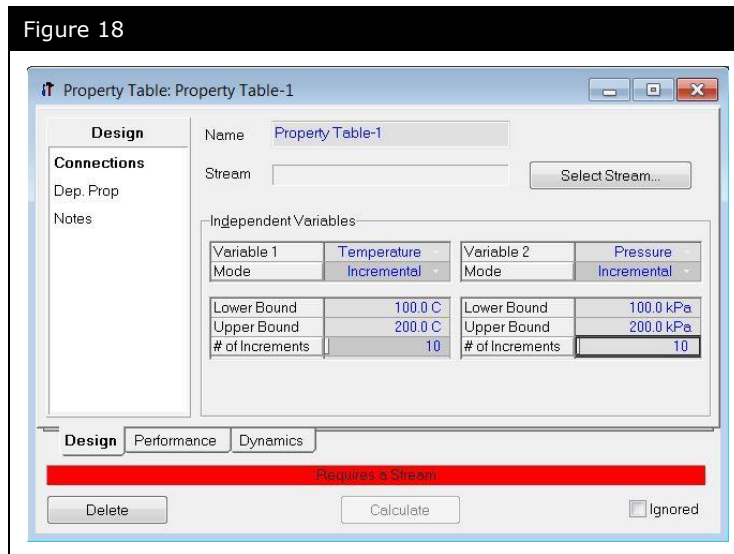 Figure 18
Property Table: Property Table-1
Design
Connections
Dep. Prop
Notes
Name Property Table-1
Stream Select Stream...
Independent Variables
Variable 1 Temperature Variable 2 Pressure
Mode Incremental Mode Incremental
Lower Bound 100.0 C Lower Bound 100.0 kPa
Upper Bound 200.0 C Upper Bound 200.0 kPa
# of Increments 10 # of Increments 10
Design Performance Dynamics
Requires a Stream
Delete Calculate Ignored